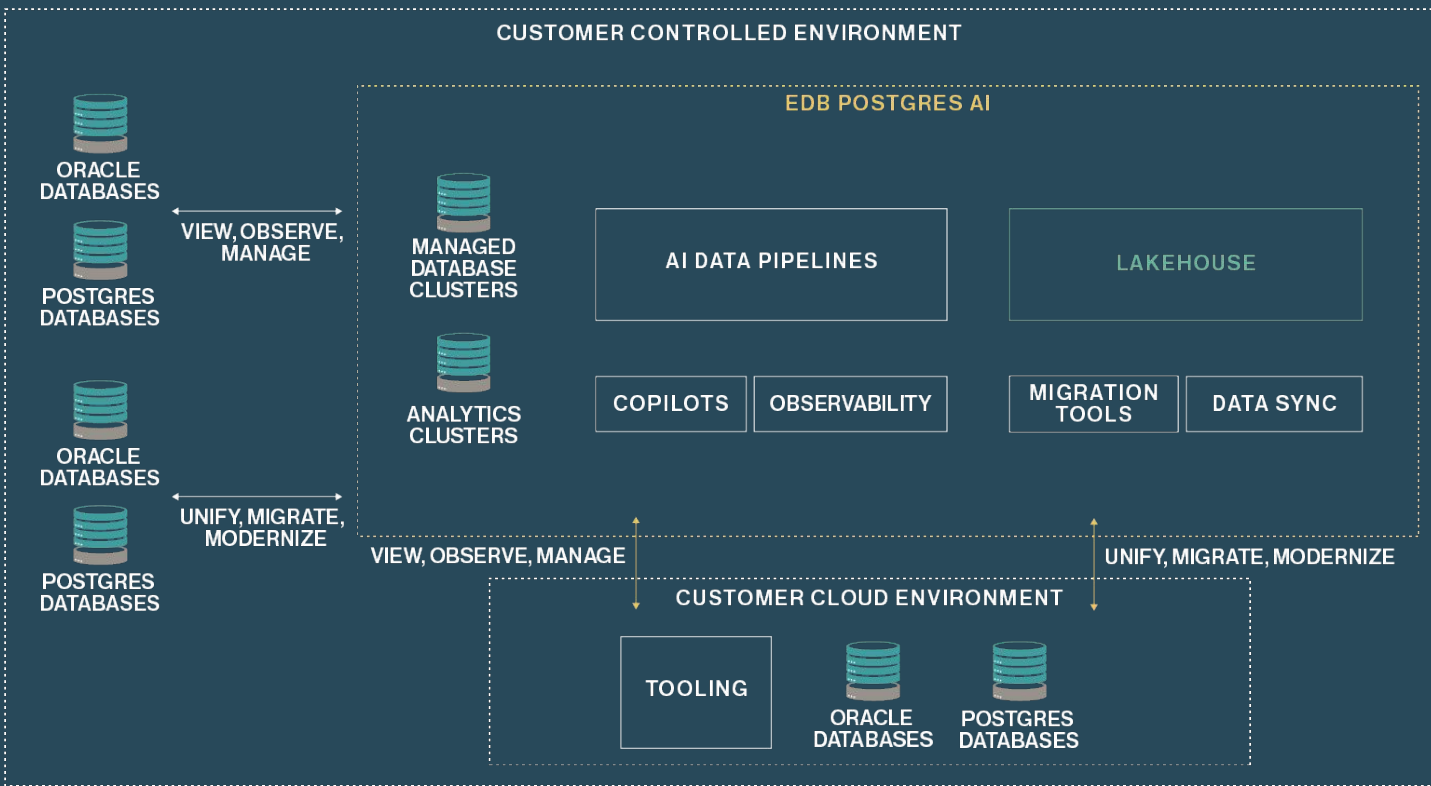 CUSTOMER CONTROLLED ENVIRONMENT
EDB POSTGRES AI
ORACLE
DATABASES
VIEW, OBSERVE,
MANAGE
POSTGRES
DATABASES
ORACLE
DATABASES
UNIFY, MIGRATE,
MODERNIZE
POSTGRES
DATABASES
MANAGED
DATABASE
CLUSTERS
ANALYTICS
CLUSTERS
AI DATA PIPELINES
LAKEHOUSE
COPILOTS
OBSERVABILITY
MIGRATION
TOOLS
DATA SYNC
VIEW, OBSERVE, MANAGE
UNIFY, MIGRATE, MODERNIZE
CUSTOMER CLOUD ENVIRONMENT
TOOLING
ORACLE
DATABASES
POSTGRES
DATABASES